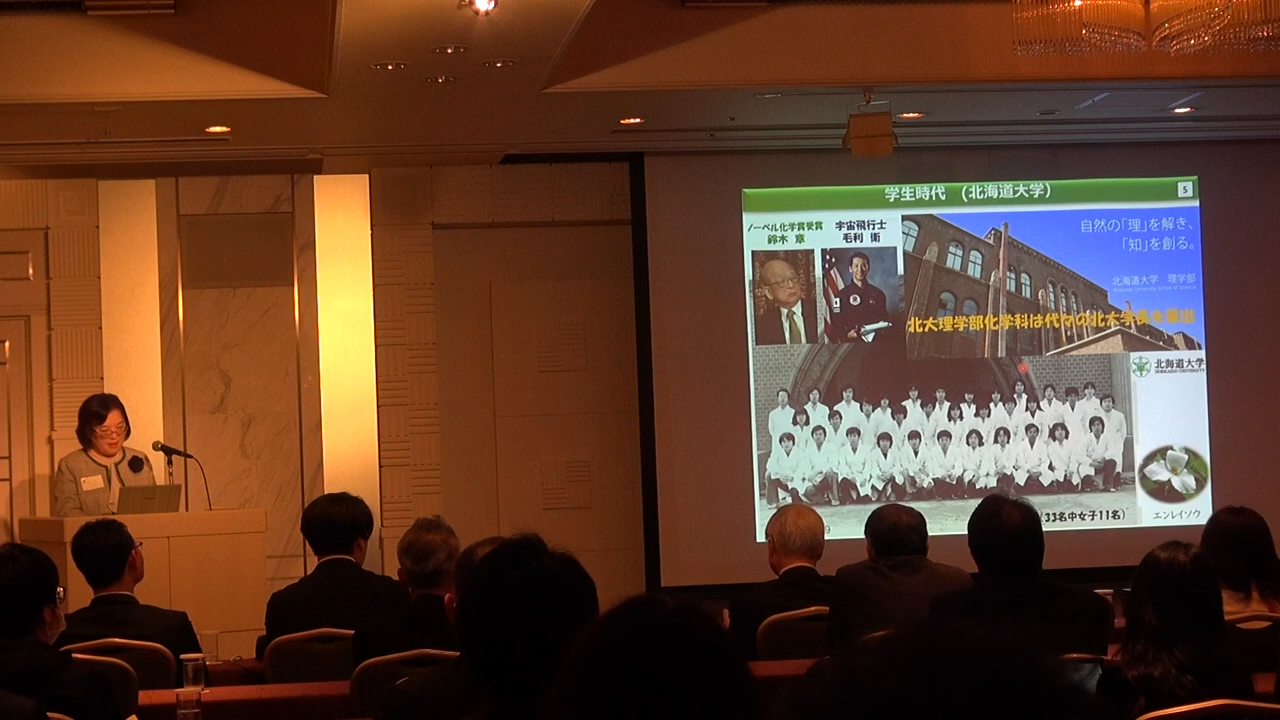 学生時代 (北海道大学)
5
ノーベル化学賞受賞
鈴木 章
宇宙飛行士
毛利 衛
自然の「理」を解き、
「知」を創る。
北海道大学 理学部
北大理学部化学科は代々の北大学長を輩出
北海道大学
HOKKAIDO UNIVERSITY
(33名中女子11名)
エンレイソウ